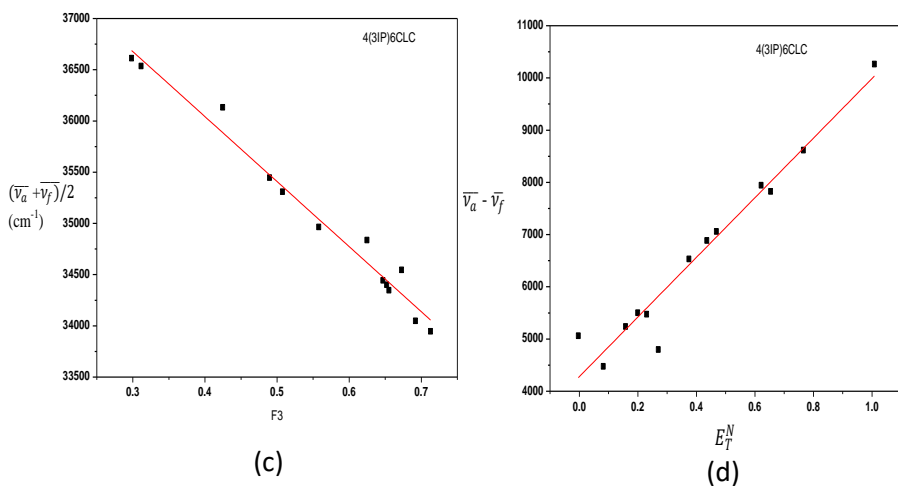 37000
36500
36000
35500
35000
34500
34000
33500
4(3IP)6CLC
(ν̅a + ν̅f)/2
(cm-1)
0.3 0.4 0.5 0.6 0.7
F3
(c)
11000
10000
9000
8000
7000
6000
5000
4000
4(3IP)6CLC
ν̅a - ν̅f
0.0 0.2 0.4 0.6 0.8 1.0
E_T^N
(d)